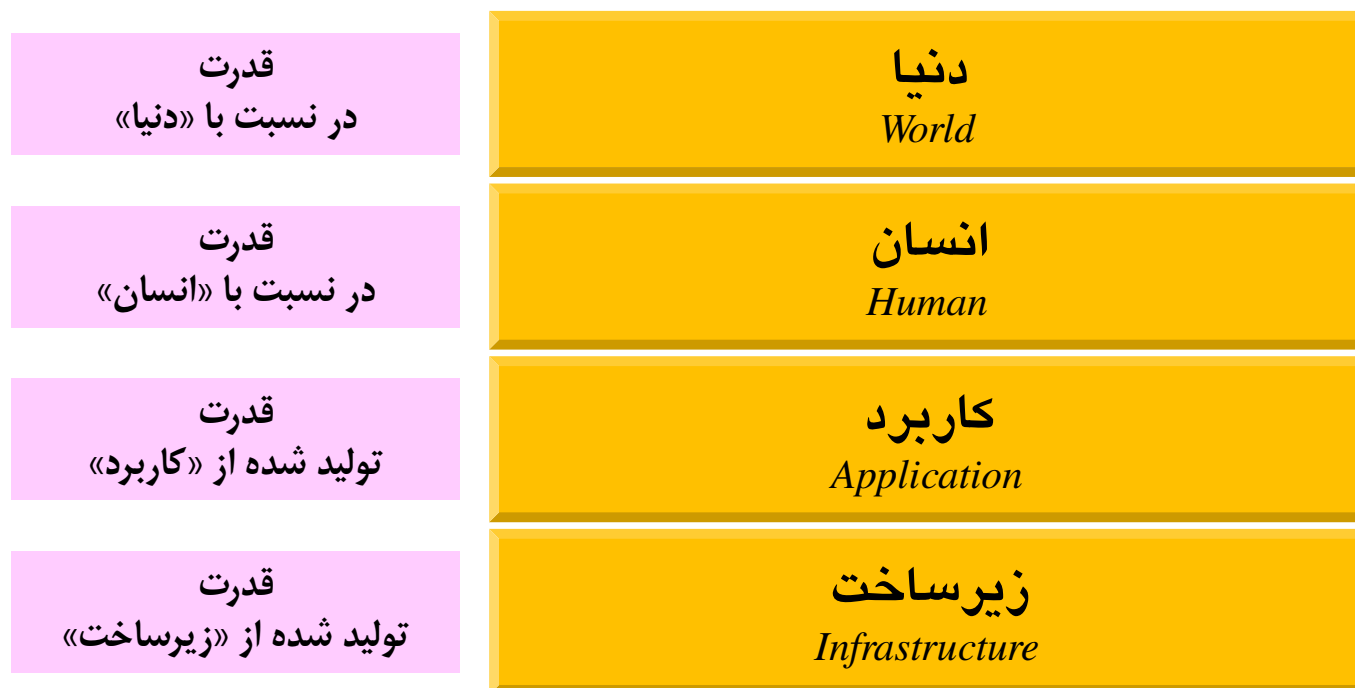 دنیا
World
قدرت
در نسبت با «دنیا»
انسان
Human
قدرت
در نسبت با «انسان»
کاربرد
Application
قدرت
تولید شده از «کاربرد»
زیرساخت
Infrastructure
قدرت
تولید شده از «زیرساخت»